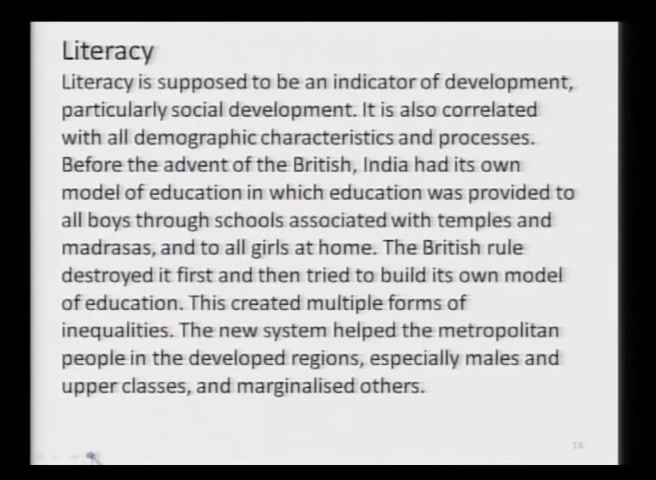 Literacy
Literacy is supposed to be an indicator of development,
particularly social development. It is also correlated
with all demographic characteristics and processes.
Before the advent of the British, India had its own
model of education in which education was provided to
all boys through schools associated with temples and
madrasas, and to all girls at home. The British rule
destroyed it first and then tried to build its own model
of education. This created multiple forms of
inequalities. The new system helped the metropolitan
people in the developed regions, especially males and
upper classes, and marginalised others.